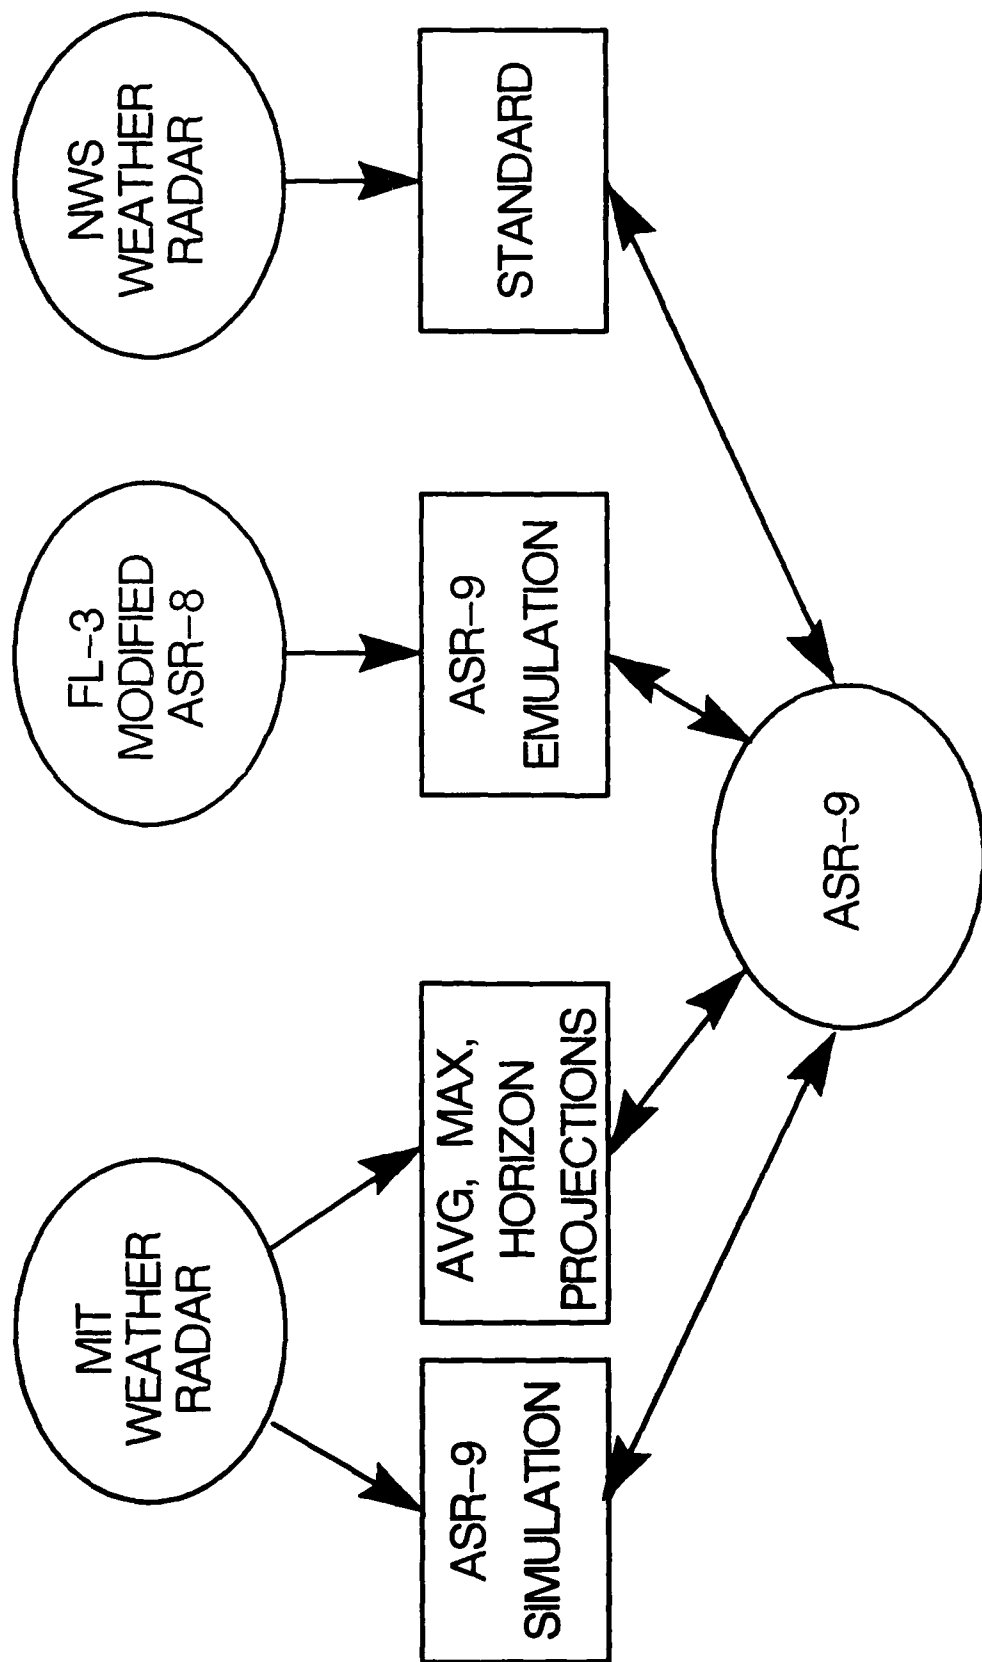 MIT
WEATHER
RADAR
FL-3
MODIFIED
ASR-8
NWS
WEATHER
RADAR
ASR-9
SIMULATION
AVG, MAX,
HORIZON
PROJECTIONS
ASR-9
EMULATION
STANDARD
ASR-9